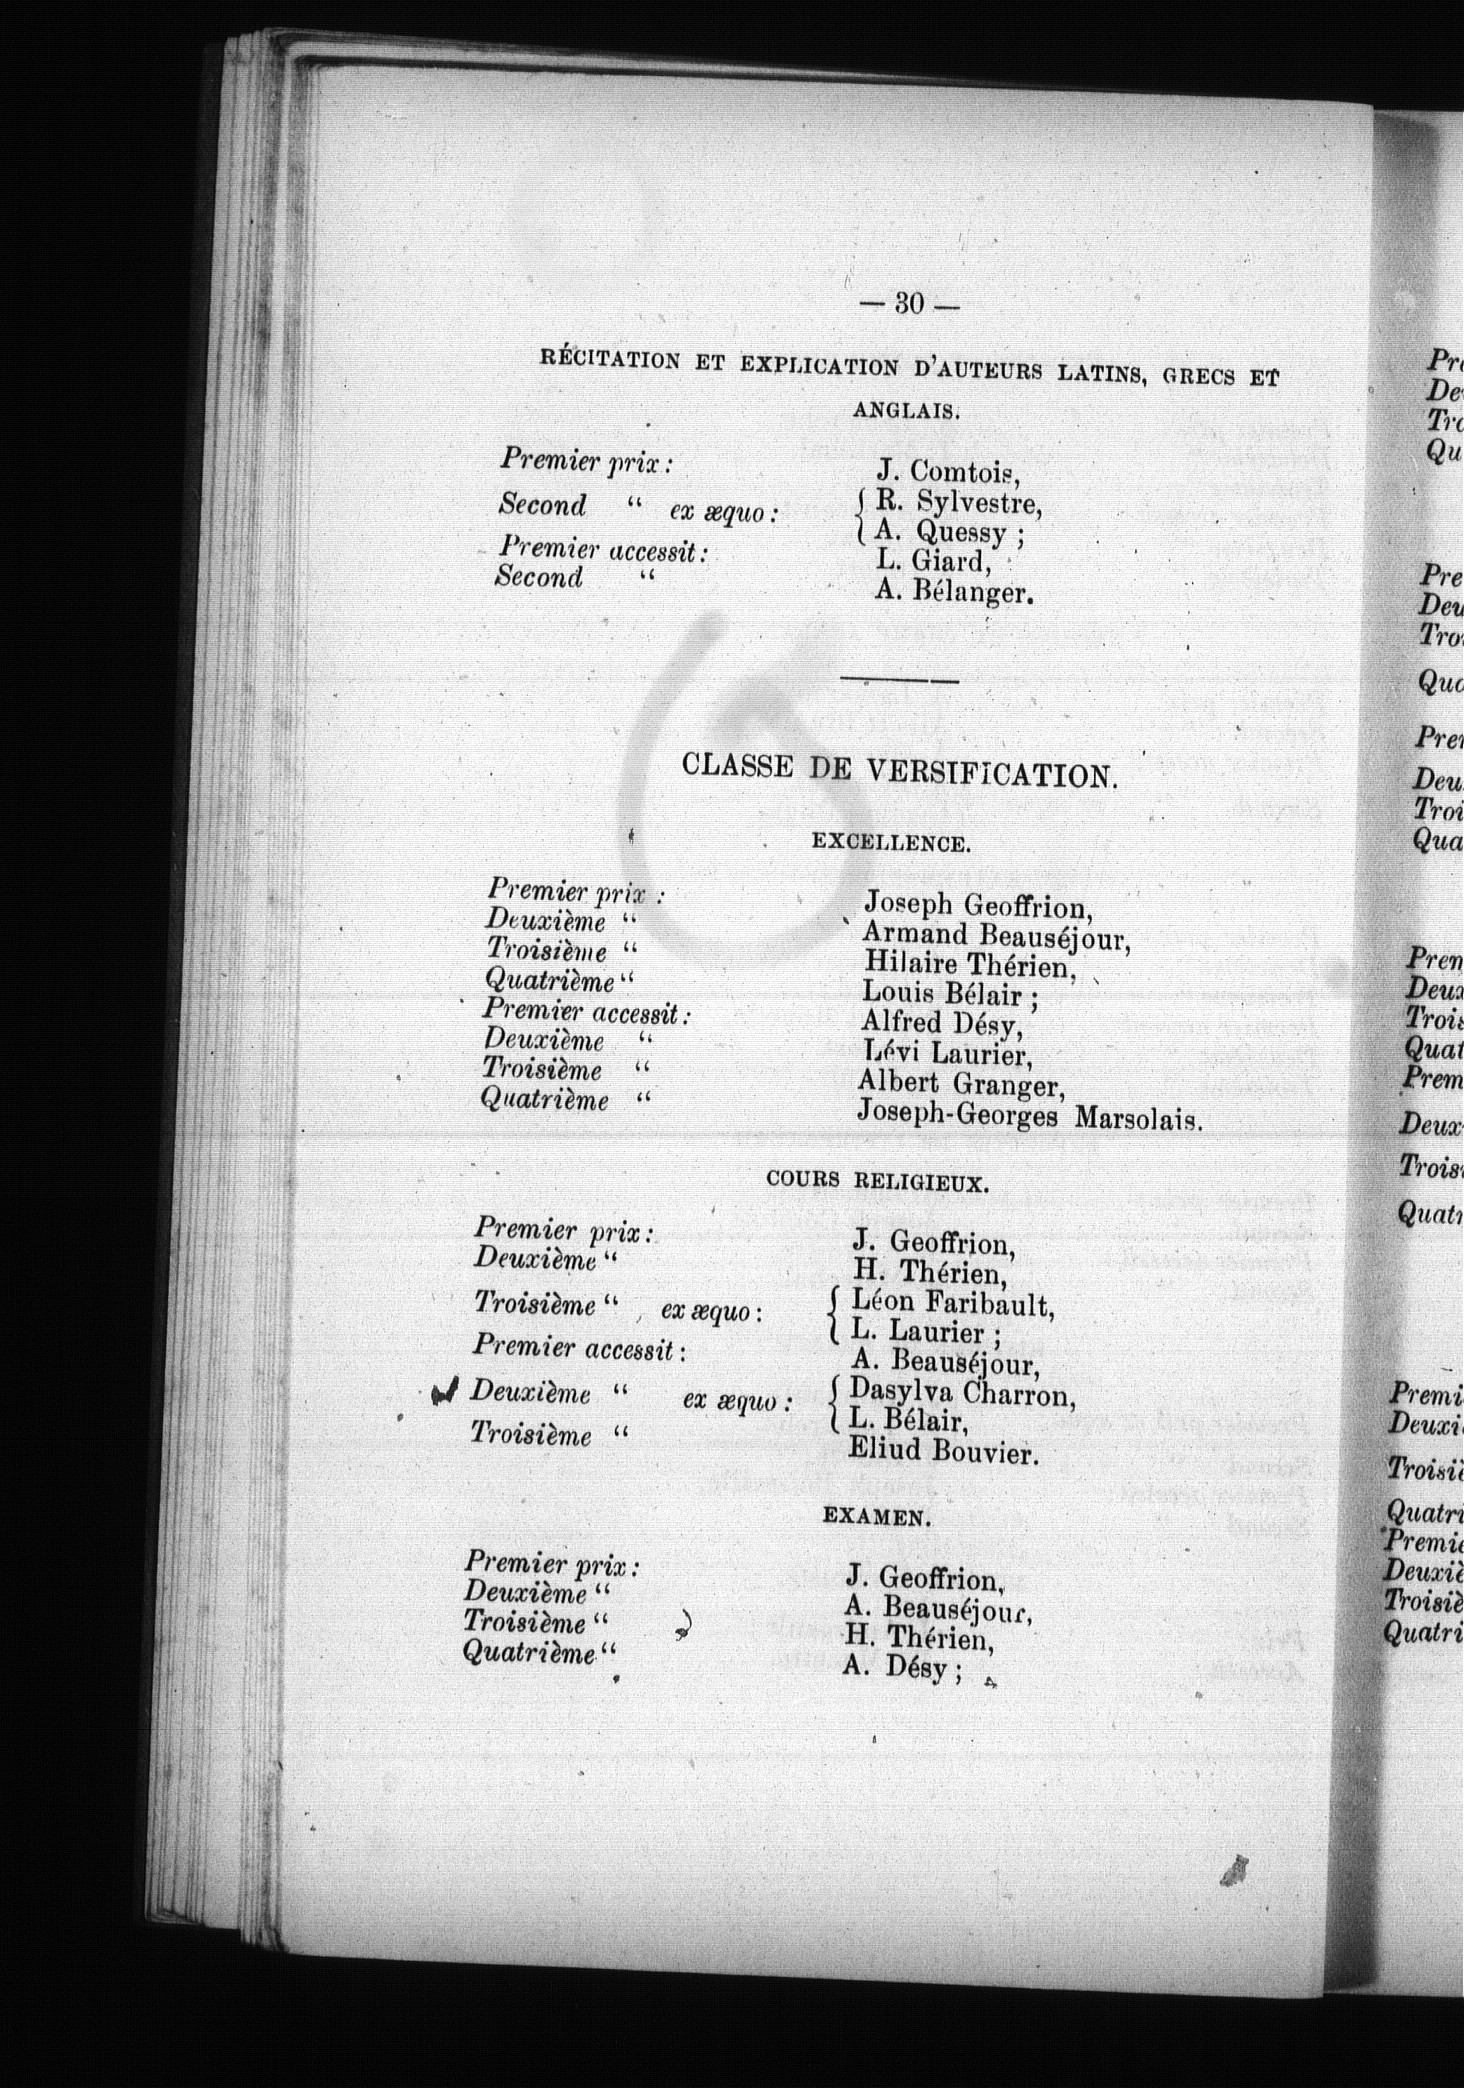 — 30 —
RÉCITATION ET EXPLICATION D'AUTEURS LATINS, GRECS ET
ANGLAIS.
Premier prix : J. Comtois,
Second “ ex æquo : { R. Sylvestre,
A. Quessy ;
Premier accessit : L. Giard,
Second “ A. Bélanger.
CLASSE DE VERSIFICATION.
EXCELLENCE.
Premier prix : Joseph Geoffrion,
Deuxième “ Armand Beauséjour,
Troisième “ Hilaire Thérien,
Quatrième “ Louis Bélair ;
Premier accessit : Alfred Désy,
Deuxième “ Lévi Laurier,
Troisième “ Albert Granger,
Quatrième “ Joseph-Georges Marsolais.
COURS RELIGIEUX.
Premier prix : J. Geoffrion,
Deuxième “ H. Thérien,
Troisième “ ex æquo : { Léon Faribault,
L. Laurier ;
Premier accessit : A. Beauséjour,
Deuxième “ ex æquo : { Dasylva Charron,
L. Bélair,
Troisième “ Eliud Bouvier.
EXAMEN.
Premier prix : J. Geoffrion,
Deuxième “ A. Beauséjour,
Troisième “ H. Thérien,
Quatrième “ A. Désy ;